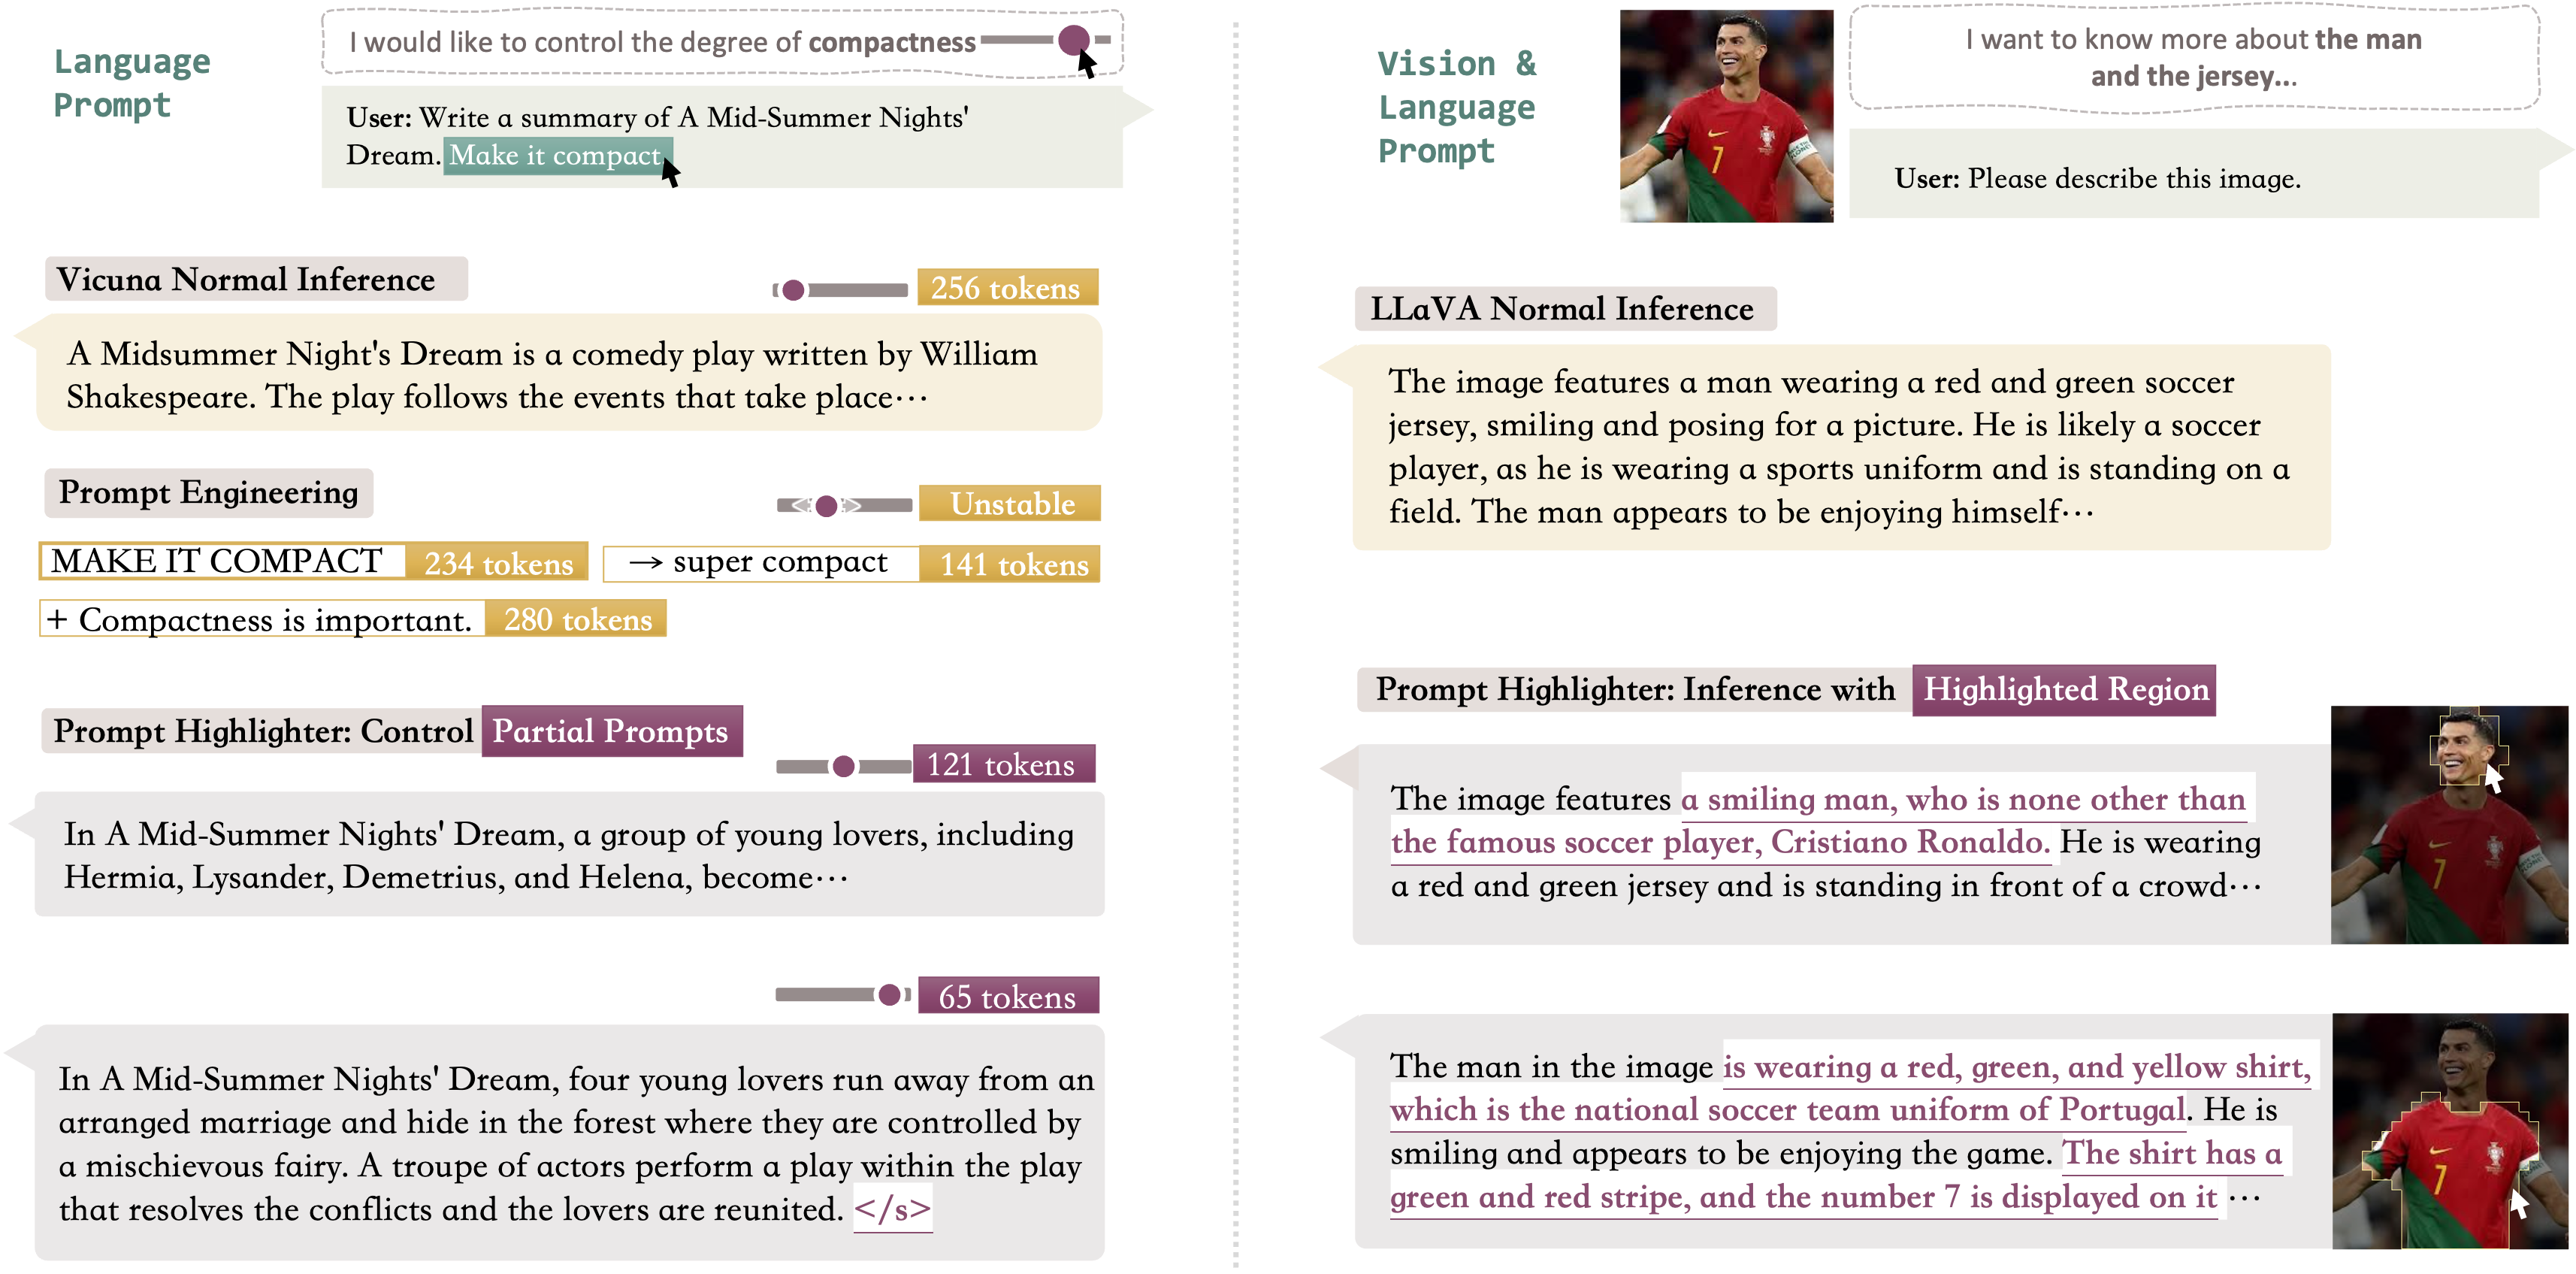 Language
Prompt
I would like to control the degree of compactness
User: Write a summary of A Mid-Summer Nights'
Dream. Make it compact.
Vicuna Normal Inference
256 tokens
A Midsummer Night's Dream is a comedy play written by William
Shakespeare. The play follows the events that take place···
Prompt Engineering
Unstable
MAKE IT COMPACT 234 tokens
→ super compact 141 tokens
+ Compactness is important. 280 tokens
Prompt Highlighter: Control Partial Prompts
121 tokens
In A Mid-Summer Nights' Dream, a group of young lovers, including
Hermia, Lysander, Demetrius, and Helena, become···
65 tokens
In A Mid-Summer Nights' Dream, four young lovers run away from an
arranged marriage and hide in the forest where they are controlled by
a mischievous fairy. A troupe of actors perform a play within the play
that resolves the conflicts and the lovers are reunited. </s>
Vision &
Language
Prompt
7
I want to know more about the man
and the jersey...
User: Please describe this image.
LLaVA Normal Inference
The image features a man wearing a red and green soccer
jersey, smiling and posing for a picture. He is likely a soccer
player, as he is wearing a sports uniform and is standing on a
field. The man appears to be enjoying himself···
Prompt Highlighter: Inference with Highlighted Region
The image features a smiling man, who is none other than
the famous soccer player, Cristiano Ronaldo. He is wearing
a red and green jersey and is standing in front of a crowd···
7
The man in the image is wearing a red, green, and yellow shirt,
which is the national soccer team uniform of Portugal. He is
smiling and appears to be enjoying the game. The shirt has a
green and red stripe, and the number 7 is displayed on it ···
7